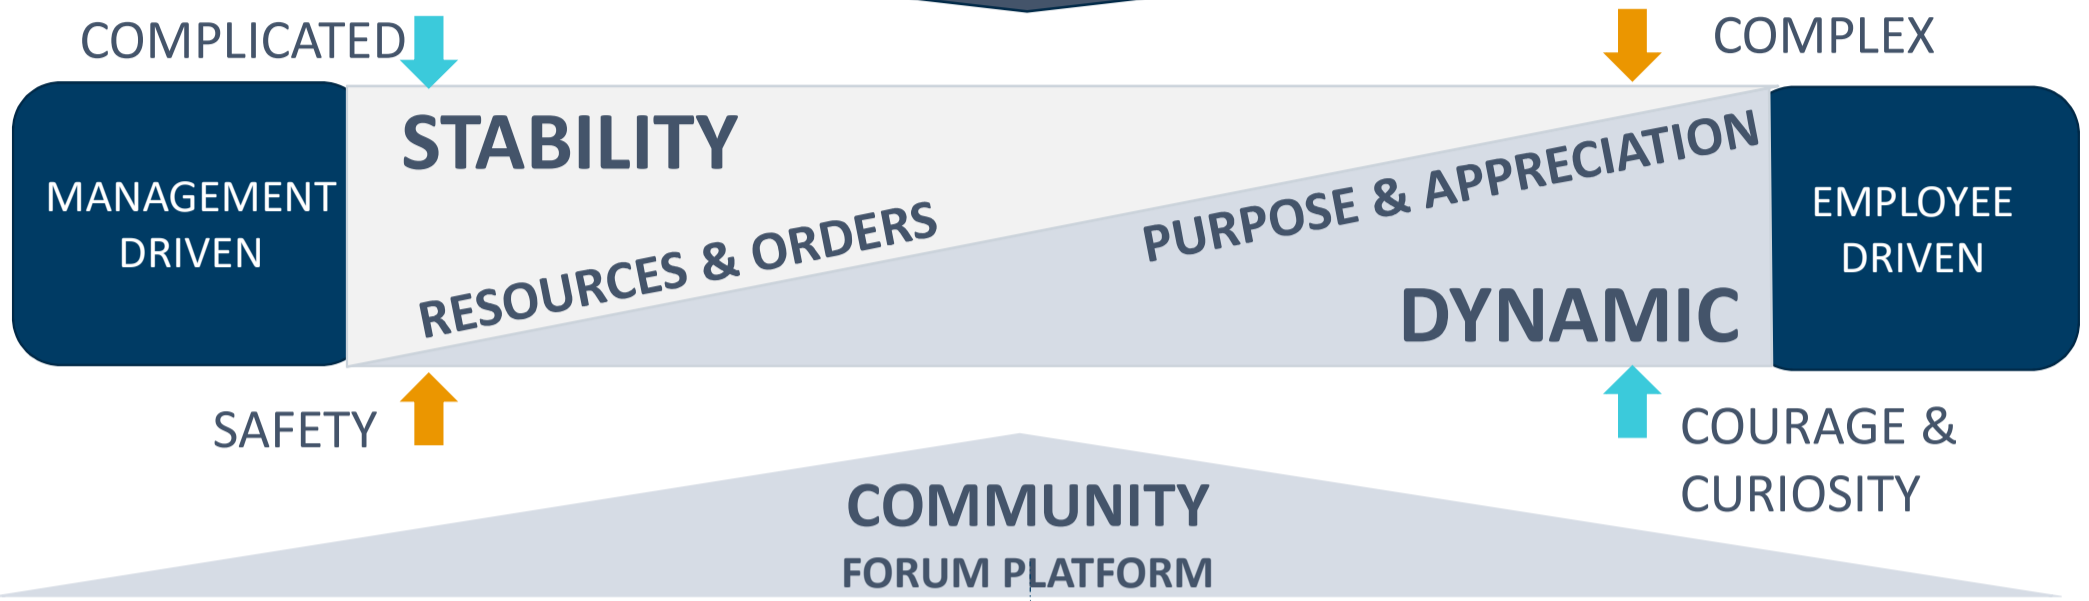 COMPLICATED
COMPLEX
STABILITY
MANAGEMENT
DRIVEN
RESOURCES & ORDERS
PURPOSE & APPRECIATION
EMPLOYEE
DRIVEN
DYNAMIC
SAFETY
COURAGE &
CURIOSITY
COMMUNITY
FORUM PLATFORM